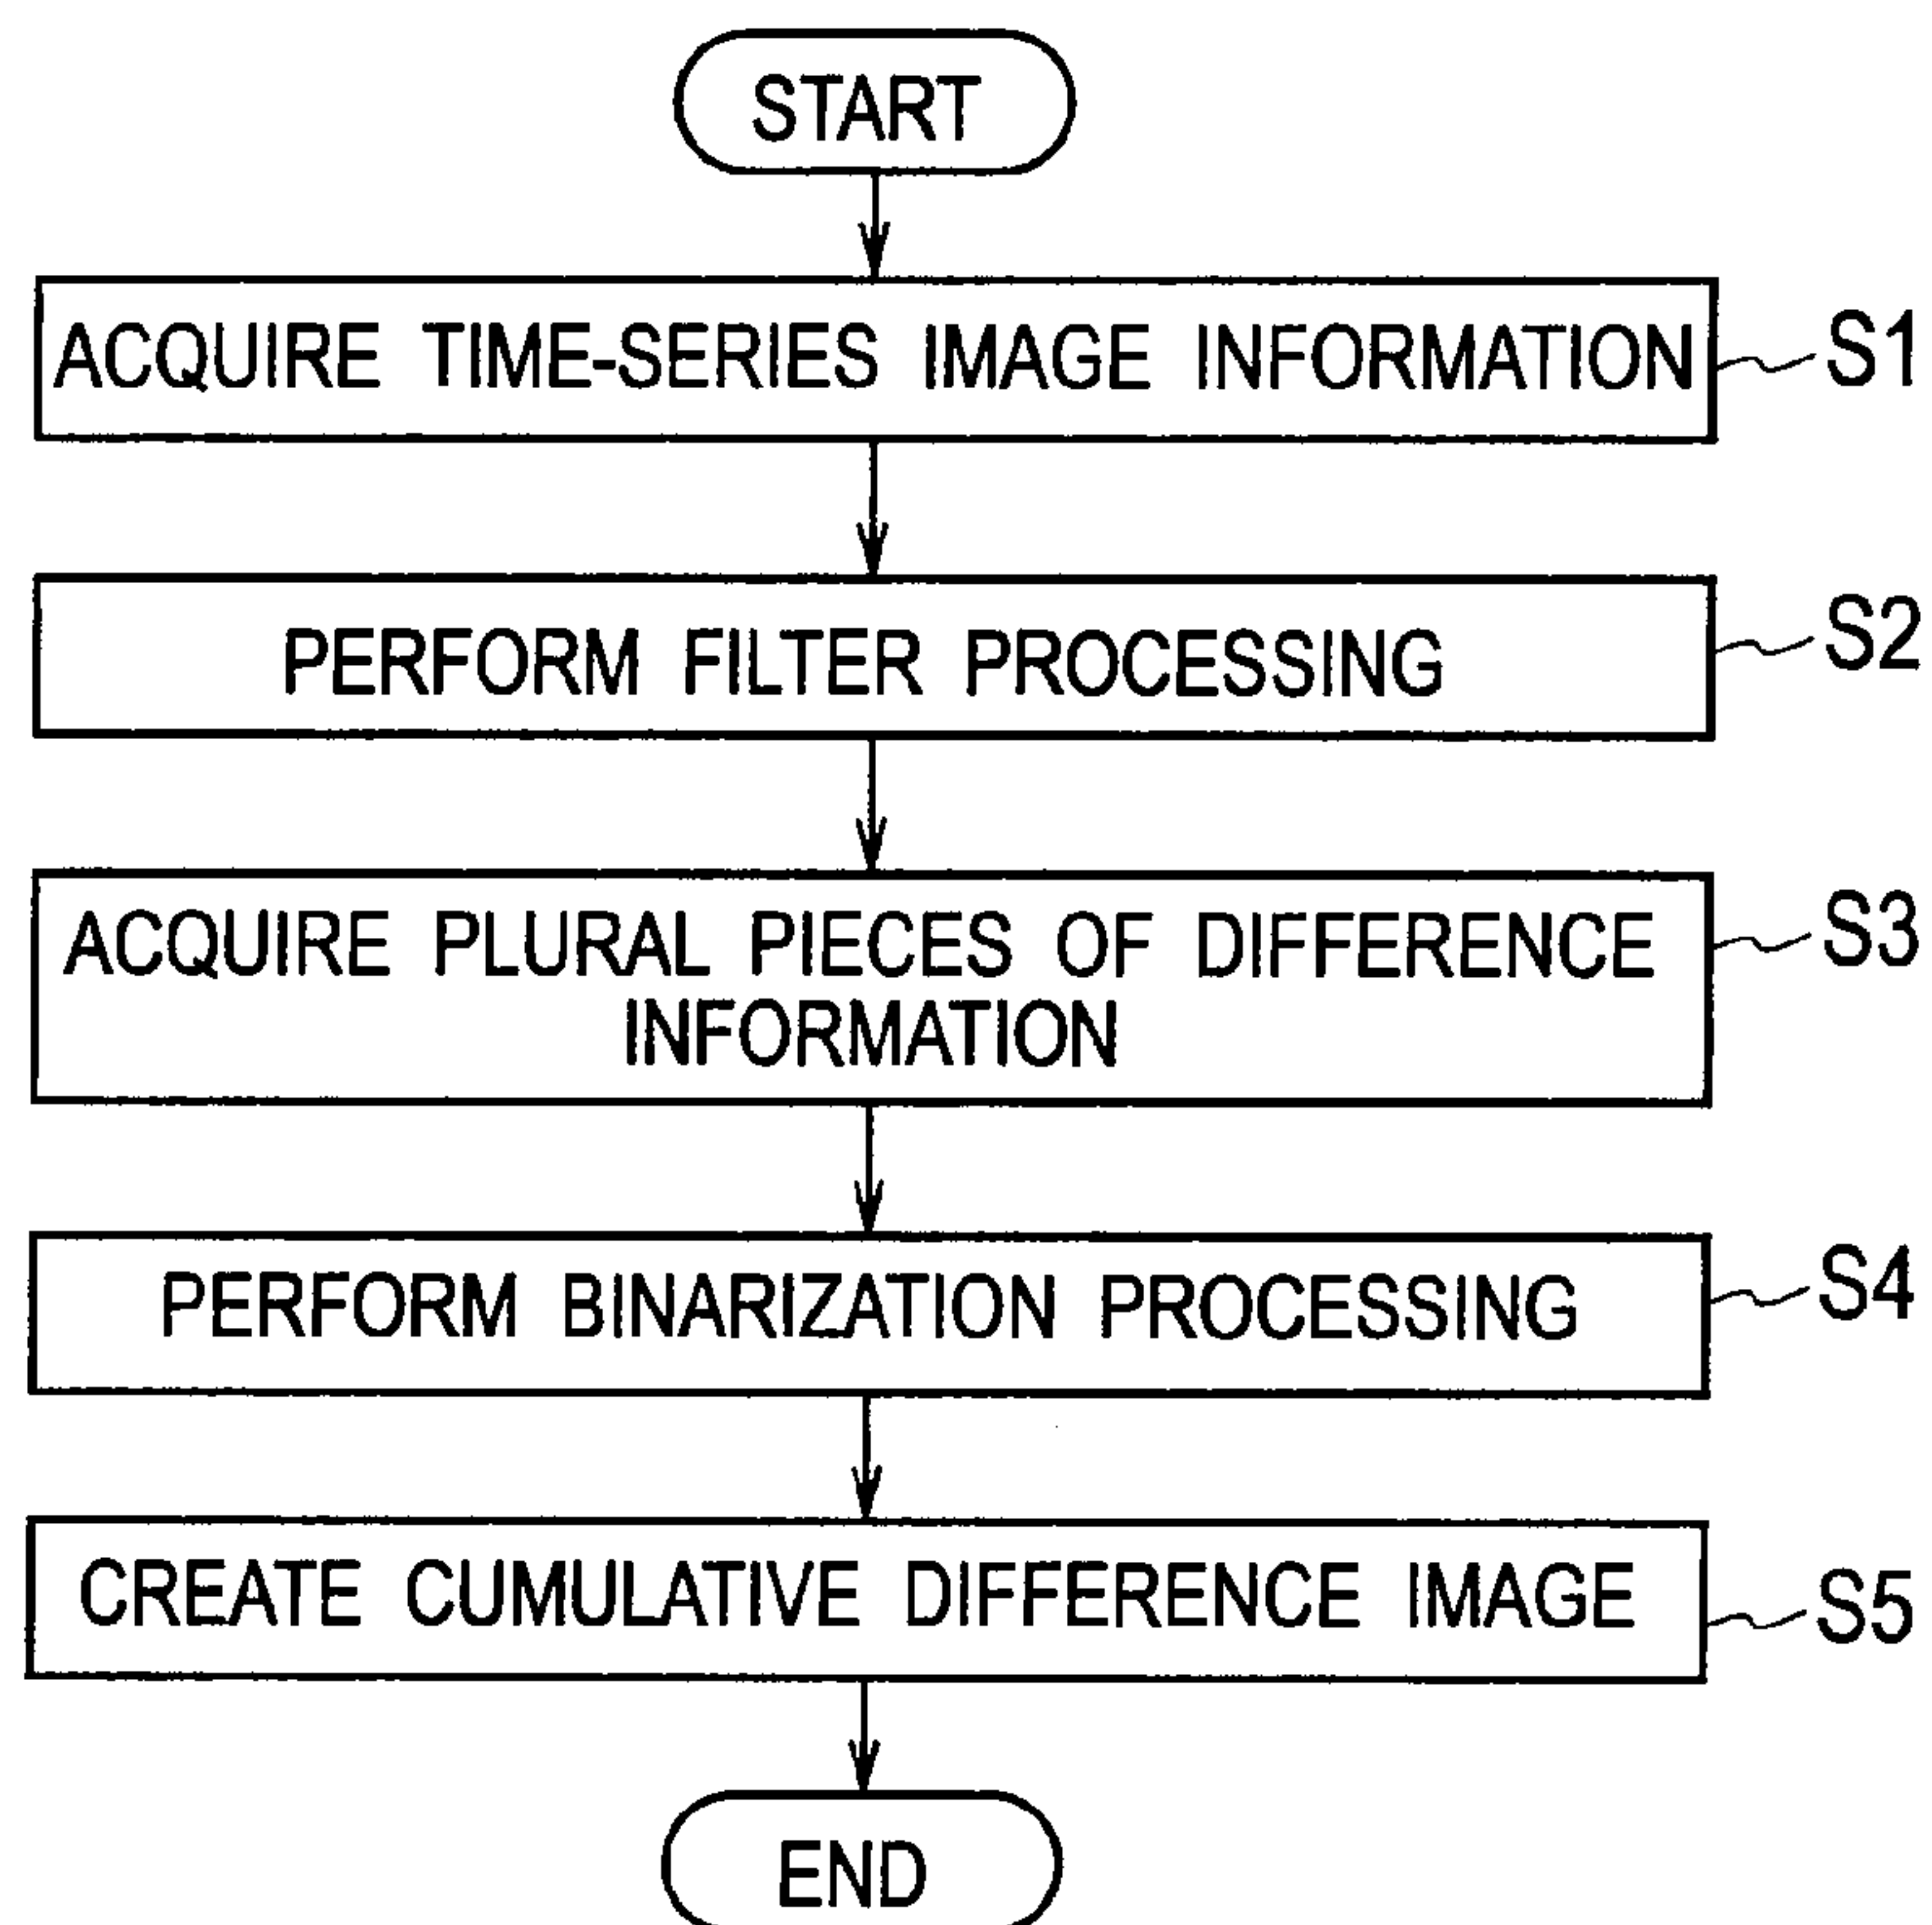 START
ACQUIRE TIME-SERIES IMAGE INFORMATION
S1
PERFORM FILTER PROCESSING
S2
ACQUIRE PLURAL PIECES OF DIFFERENCE
INFORMATION
S3
PERFORM BINARIZATION PROCESSING
S4
CREATE CUMULATIVE DIFFERENCE IMAGE
S5
END